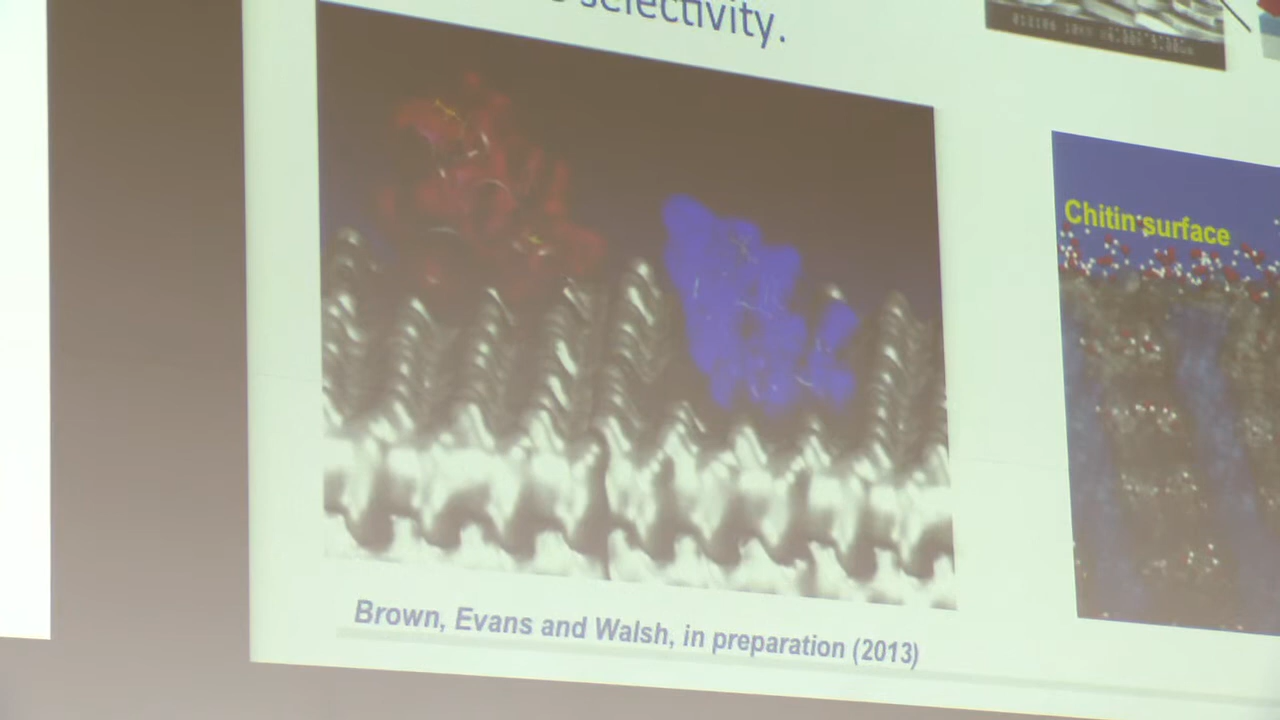 selectivity.
Chitin surface
Brown, Evans and Walsh, in preparation (2013)